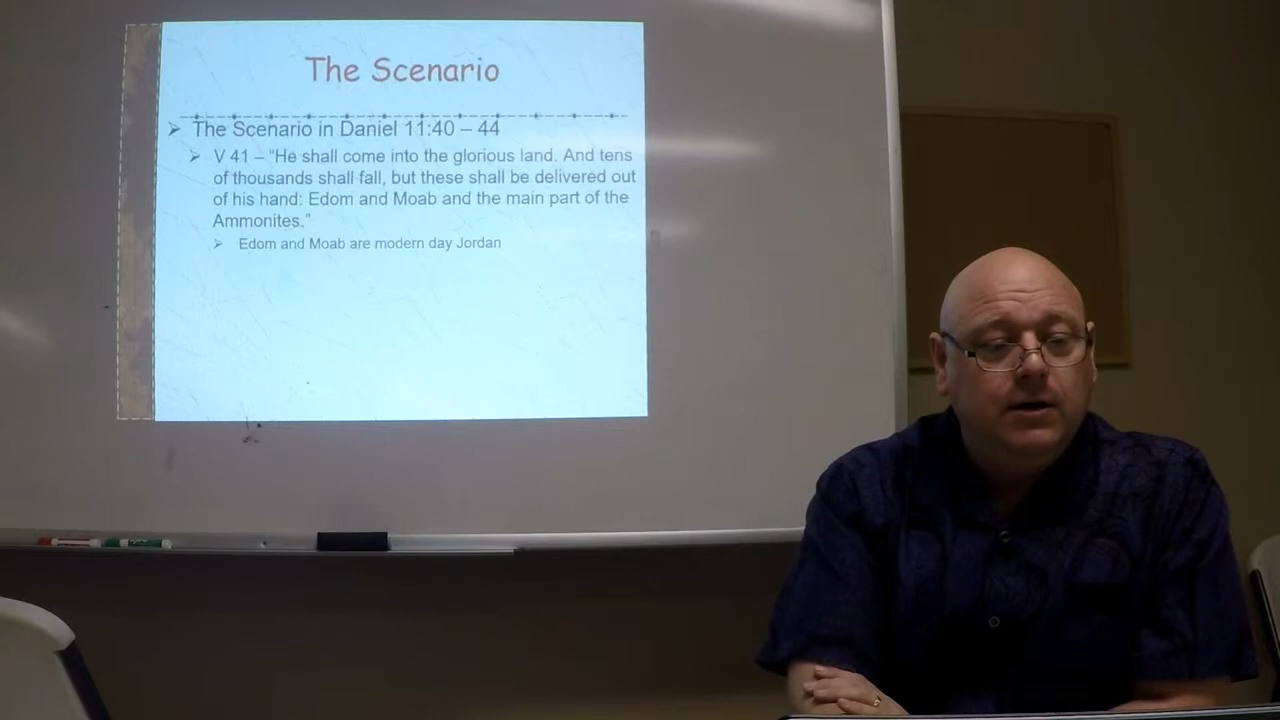 The Scenario
The Scenario in Daniel 11:40 – 44
V 41 – “He shall come into the glorious land. And tens
of thousands shall fall, but these shall be delivered out
of his hand: Edom and Moab and the main part of the
Ammonites.”
Edom and Moab are modern day Jordan